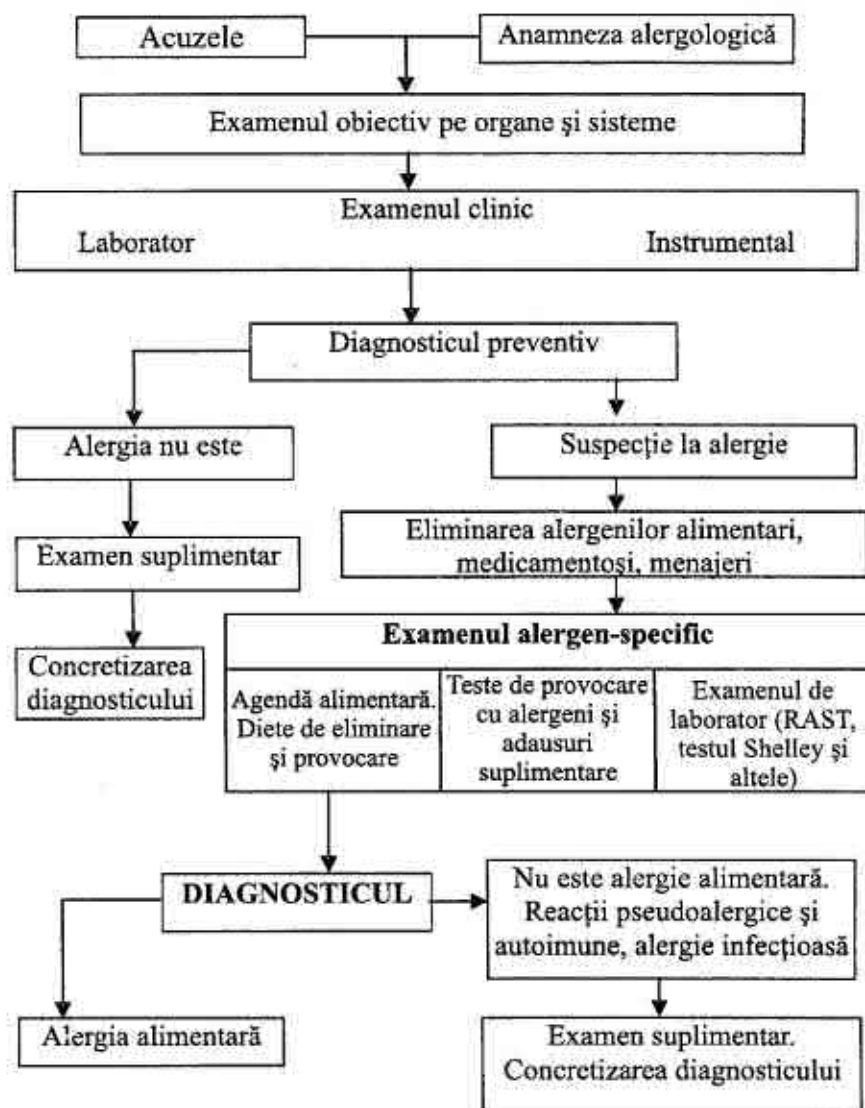 Acuzele
Anamneza alergologică
Examenul obiectiv pe organe şi sisteme
Examenul clinic
Laborator
Instrumental
Diagnosticul preventiv
Alergia nu este
Suspecţie la alergie
Examen suplimentar
Eliminarea alergenilor alimentari,
medicamentoşi, menajeri
Concretizarea
diagnosticului
Examenul alergen-specific
Agendă alimentară.
Diete de eliminare
şi provocare
Teste de provocare
cu alergeni şi
adausuri
suplimentare
Examenul de
laborator (RAST,
testul Shelley şi
altele)
DIAGNOSTICUL
Nu este alergie alimentară.
Reacţii pseudoalergice şi
autoimune, alergie infecţioasă
Alergia alimentară
Examen suplimentar.
Concretizarea diagnosticului